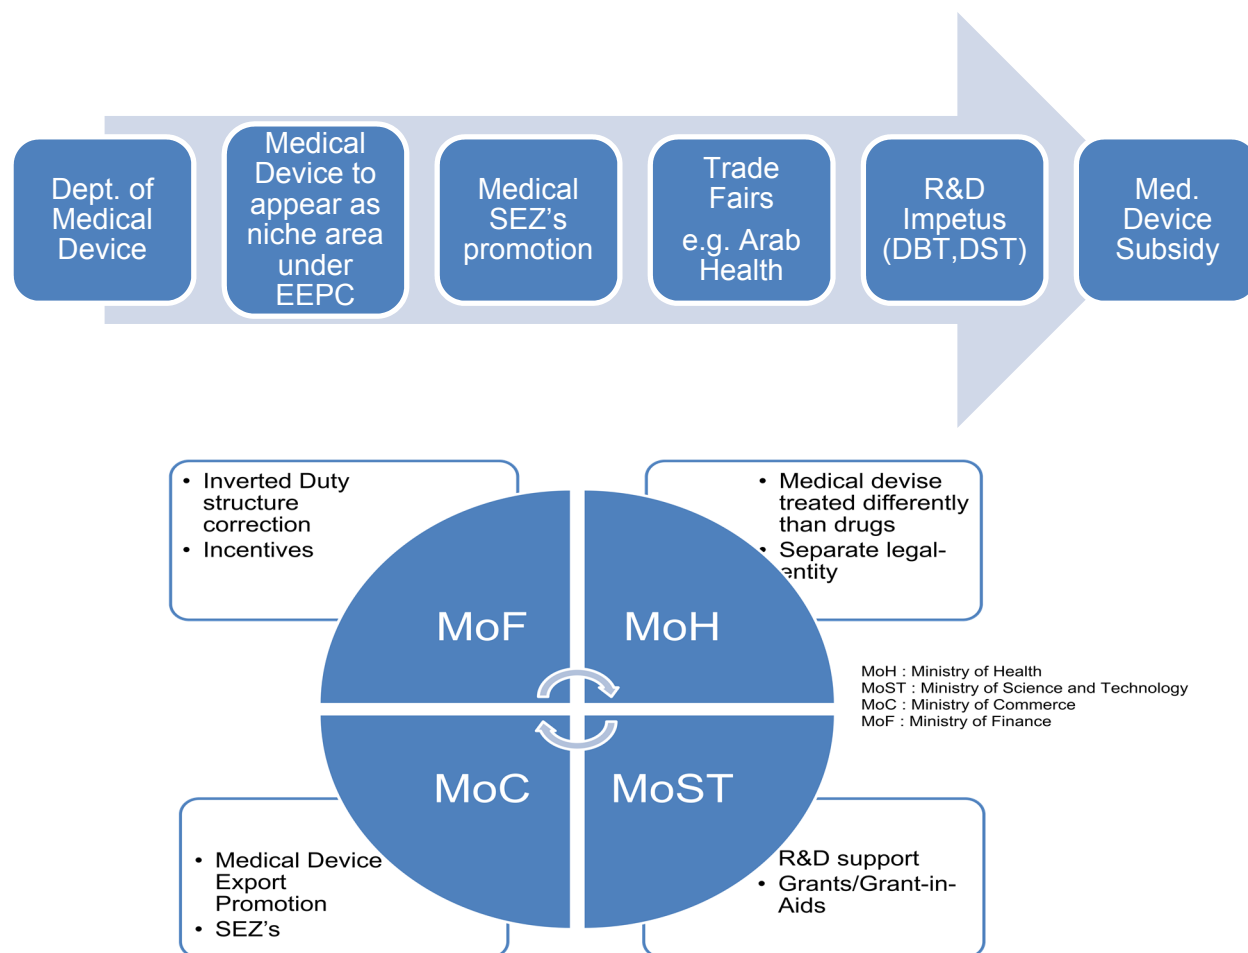 Dept. of
Medical
Device
Medical
Device to
appear as
niche area
under
EEPC
Medical
SEZ’s
promotion
Trade
Fairs
e.g. Arab
Health
R&D
Impetus
(DBT,DST)
Med.
Device
Subsidy
• Inverted Duty
structure
correction
• Incentives
• Medical devise
treated differently
than drugs
• Separate legal-
entity
MoF
MoH
MoH : Ministry of Health
MoST : Ministry of Science and Technology
MoC : Ministry of Commerce
MoF : Ministry of Finance
MoC
MoST
• Medical Device
Export
Promotion
• SEZ’s
R&D support
• Grants/Grant-in-
Aids